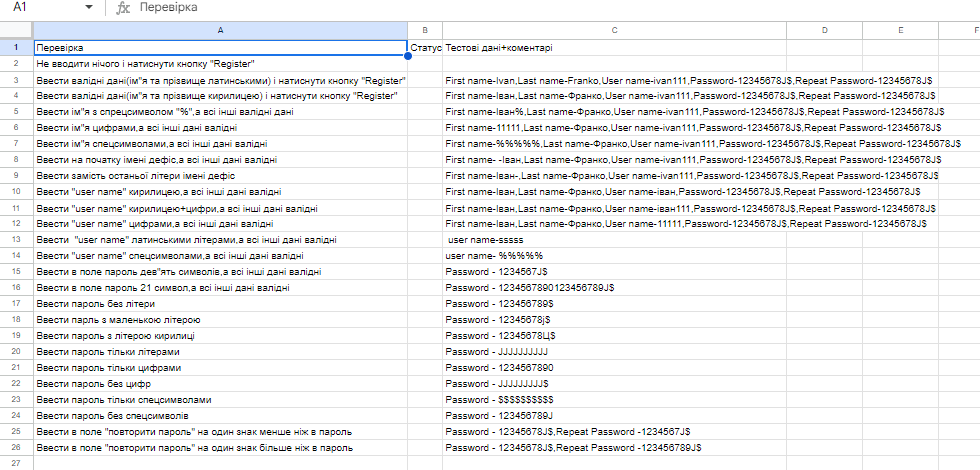 A1 fx Перевірка
A B C D E F
1 Перевірка Статус Тестові дані+коментарі
2 Не вводити нічого і натиснути кнопку "Register"
3 Ввести валідні дані(ім"я та прізвище латинськими) і натиснути кнопку "Register" First name-Ivan,Last name-Franko,User name-ivan111,Password-12345678J$,Repeat Password-123078J$
4 Ввести валідні дані(ім"я та прізвище кирилицею) і натиснути кнопку "Register" First name-Іван,Last name-Франко,User name-ivan111,Password-12345678J$,Repeat Password-12345678J$
5 Ввести ім"я з спрецсимволом "%",а всі інші валідні дані First name-Іван%,Last name-Франко,User name-ivan111,Password-12345678J$,Repeat Password-12345678J$
6 Ввести ім"я цифрами,а всі інші дані валідні First name-11111,Last name-Франко,User name-ivan111,Password-12345678J$,Repeat Password-12345678J$
7 Ввести ім"я спецсимволами,а всі інші дані валідні First name-%%%%%,Last name-Франко,User name-ivan111,Password-12345678J$,Repeat Password-12345678J$
8 Ввести на початку імені дефіс,а всі інші дані валідні First name- -Іван,Last name-Франко,User name-ivan111,Password-12345678J$,Repeat Password-12345678J$
9 Ввести замість останьої літери імені дефіс First name-Іван-,Last name-Франко,User name-ivan111,Password-12345678J$,Repeat Password-12345678J$
10 Ввести "user name" кирилицею,а всі інші дані валідні First name-Іван,Last name-Франко,User name-іван,Password-12345678J$,Repeat Password-12345678J$
11 Ввести "user name" кирилицею+цифри,а всі інші дані валідні First name-Іван,Last name-Франко,User name-іван111,Password-12345678J$,Repeat Password-12345678J$
12 Ввести "user name" цифрами,а всі інші дані валідні First name-Іван,Last name-Франко,User name-11111,Password-12345678J$,Repeat Password-12345678J$
13 Ввести "user name" латинськими літерами,а всі інші дані валідні user name-sssss
14 Ввести "user name" спецсимволами,а всі інші дані валідні user name- %%%%%
15 Ввести в поле пароль дев"ять символів,а всі інші дані валідні Password - 1234567J$
16 Ввести в поле пароль 21 символ,а всі інші дані валідні Password - 1234567890123456789J$
17 Ввести пароль без літери Password - 123456789$
18 Ввести парль з маленькою літерою Password - 12345678j$
19 Ввести пароль з літерою кирилиці Password - 12345678Ц$
20 Ввести пароль тільки літерами Password - JJJJJJJJJJ
21 Ввести пароль тільки цифрами Password - 1234567890
22 Ввести пароль без цифр Password - JJJJJJJJJ$
23 Ввести пароль тільки спецсимволами Password - $$$$$$$$$$
24 Ввести пароль без спецсимволів Password - 123456789J
25 Ввести в поле "повторити пароль" на один знак менше ніж в пароль Password - 12345678J$,Repeat Password -1234567J$
26 Ввести в поле "повторити пароль" на один знак більше ніж в пароль Password - 12345678J$,Repeat Password -123456789J$
27